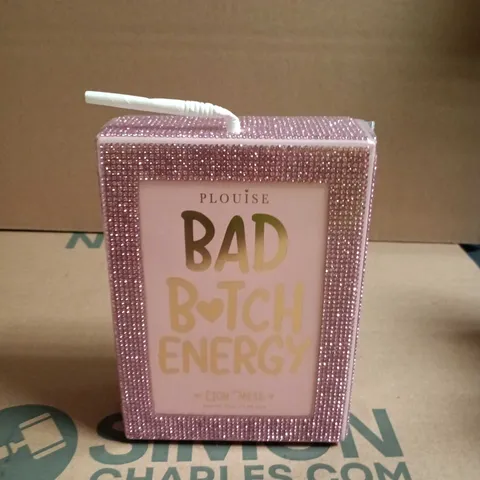 PLOUISE
BAD
B♥TCH
ENERGY
SIMON
CHARLES.COM